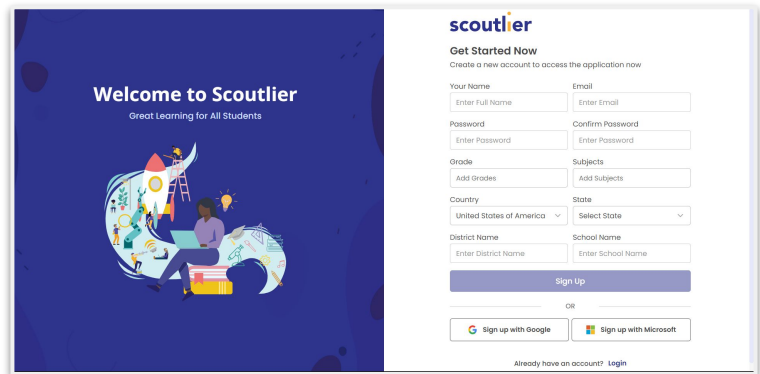 Welcome to Scoutlier
Great Learning for All Students
scoutlier
Get Started Now
Create a new account to access the application now
Your Name
Email
Enter Full Name
Enter Email
Password
Confirm Password
Enter Password
Enter Password
Grade
Subjects
Add Grades
Add Subjects
Country
State
United States of America
Select State
District Name
School Name
Enter District Name
Enter School Name
Sign Up
OR
Sign up with Google
Sign up with Microsoft
Already have an account? Login